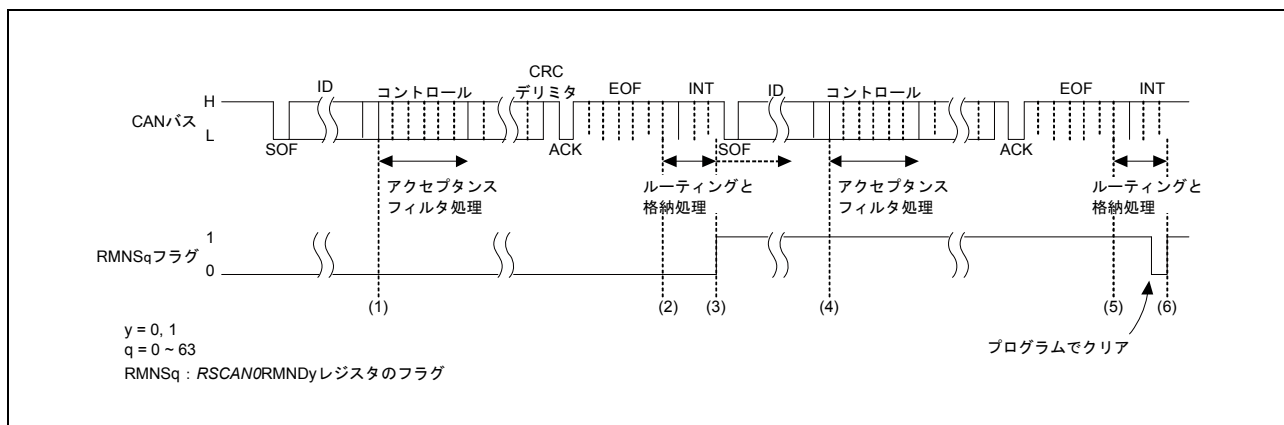 CRC
ID
コントロール
デリミタ
EOF
INT
ID
コントロール
EOF
INT
H
CANバス
L
SOF
ACK
SOF
ACK
アクセプタンス
フィルタ処理
ルーティングと
格納処理
アクセプタンス
フィルタ処理
ルーティングと
格納処理
1
RMNSqフラグ
0
(1)
(2)
(3)
(4)
(5)
(6)
プログラムでクリア
y = 0, 1
q = 0 ~ 63
RMNSq : RSCAN0RMNDyレジスタのフラグ